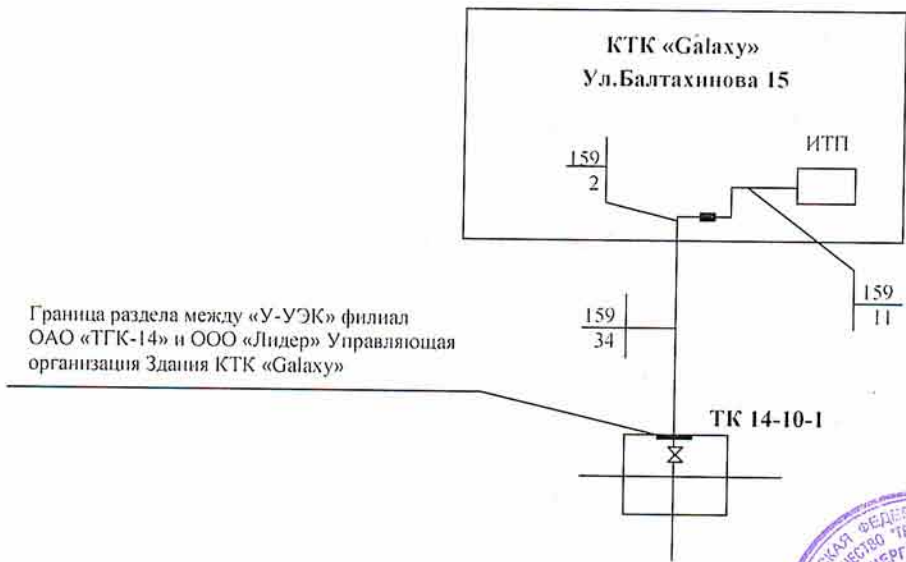 КТК «Galaxy»
Ул.Балтахинова 15
ИТП
159
2
159
11
159
34
Граница раздела между «У-УЭК» филиал
ОАО «ТГК-14» и ООО «Лидер» Управляющая
организация Здания КТК «Galaxy»
ТК 14-10-1